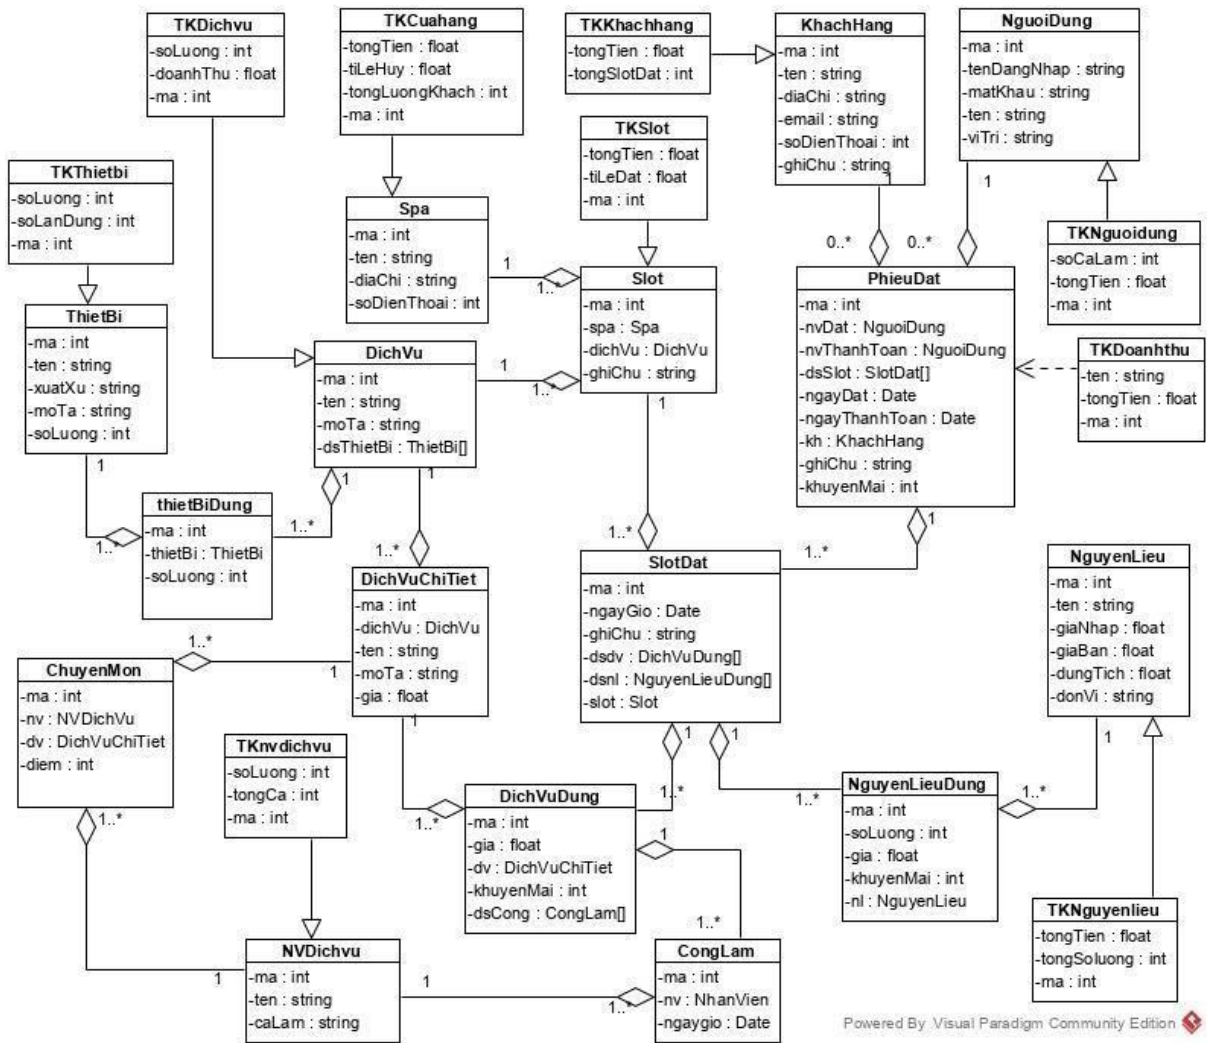 TKDichvu
-soLuong : int
-doanhThu : float
-ma : int
TKCuahang
-tongTien : float
-tiLeHuy : float
-tongLuongKhach : int
-ma : int
TKKhachhang
-tongTien : float
-tongSlotDat : int
KhachHang
-ma : int
-ten : string
-diaChi : string
-email : string
-soDienThoai : int
-ghiChu : string
1
0..*
NguoiDung
-ma : int
-tenDangNhap : string
-matKhau : string
-ten : string
-viTri : string
1
0..*
TKSlot
-tongTien : float
-tiLeDat : float
-ma : int
TKThietbi
-soLuong : int
-soLanDung : int
-ma : int
Spa
-ma : int
-ten : string
-diaChi : string
-soDienThoai : int
1
1..*
TKNguoidung
-soCaLam : int
-tongTien : float
-ma : int
Slot
-ma : int
-spa : Spa
-dichVu : DichVu
-ghiChu : string
1
PhieuDat
-ma : int
-nvDat : NguoiDung
-nvThanhToan : NguoiDung
-dsSlot : SlotDat[]
-ngayDat : Date
-ngayThanhToan : Date
-kh : KhachHang
-ghiChu : string
-khuyenMai : int
1
1..*
ThietBi
-ma : int
-ten : string
-xuatXu : string
-moTa : string
-soLuong : int
1
1..*
DichVu
-ma : int
-ten : string
-moTa : string
-dsThietBi : ThietBi[]
1
1..*
1
1..*
1
1..*
TKDoanhthu
-ten : string
-tongTien : float
-ma : int
thietBiDung
-ma : int
-thietBi : ThietBi
-soLuong : int
1..*
DichVuChiTiet
-ma : int
-dichVu : DichVu
-ten : string
-moTa : string
-gia : float
1
1..*
1
SlotDat
-ma : int
-ngayGio : Date
-ghiChu : string
-dsdv : DichVuDung[]
-dsnl : NguyenLieuDung[]
-slot : Slot
1
1
1..*
1..*
NguyenLieu
-ma : int
-ten : string
-giaNhap : float
-giaBan : float
-dungTich : float
-donVi : string
1
1..*
ChuyenMon
-ma : int
-nv : NVDichVu
-dv : DichVuChiTiet
-diem : int
1..*
1
TKnvdichvu
-soLuong : int
-tongCa : int
-ma : int
DichVuDung
-ma : int
-gia : float
-dv : DichVuChiTiet
-khuyenMai : int
-dsCong : CongLam[]
1..*
1
1..*
NguyenLieuDung
-ma : int
-soLuong : int
-gia : float
-khuyenMai : int
-nl : NguyenLieu
TKNguyenlieu
-tongTien : float
-tongSoluong : int
-ma : int
NVDichvu
-ma : int
-ten : string
-caLam : string
1
1..*
CongLam
-ma : int
-nv : NhanVien
-ngaygio : Date
Powered By Visual Paradigm Community Edition